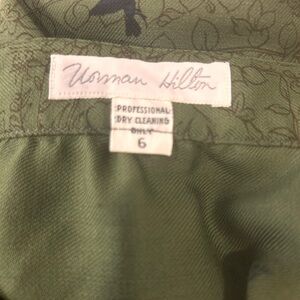 Norman Hilton
PROFESSIONAL
DRY CLEANING
ONLY
6